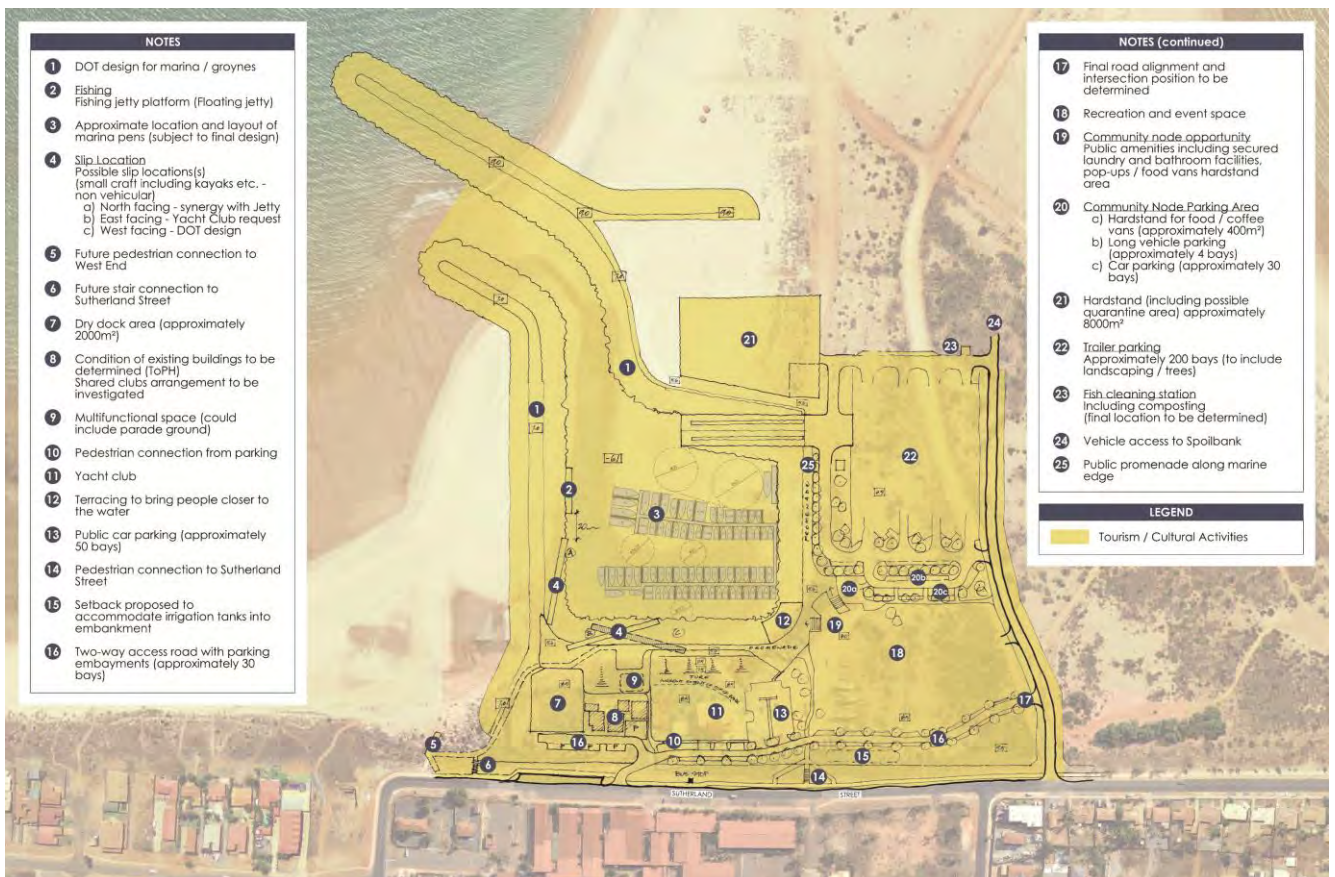 NOTES
1 DOT design for marina / groynes
2 Fishing
Fishing jetty platform (Floating jetty)
3 Approximate location and layout of
marina pens (subject to final design)
4 Slip Location
Possible slip locations(s)
(small craft including kayaks etc. -
non vehicular)
a) North facing - synergy with Jetty
b) East facing - Yacht Club request
c) West facing - DOT design
5 Future pedestrian connection to
West End
6 Future stair connection to
Sutherland Street
7 Dry dock area (approximately
2000m²)
8 Condition of existing buildings to be
determined (ToPH)
Shared clubs arrangement to be
investigated
9 Multifunctional space (could
include parade ground)
10 Pedestrian connection from parking
11 Yacht club
12 Terracing to bring people closer to
the water
13 Public car parking (approximately
50 bays)
14 Pedestrian connection to Sutherland
Street
15 Setback proposed to
accommodate irrigation tanks into
embankment
16 Two-way access road with parking
embayments (approximately 30
bays)
NOTES (continued)
17 Final road alignment and
intersection position to be
determined
18 Recreation and event space
19 Community node opportunity
Public amenities including secured
laundry and bathroom facilities,
pop-ups / food vans hardstand
area
20 Community Node Parking Area
c) Hardstand for food / coffee
vans (approximately 400m²)
b) Long vehicle parking
(approximately 4 bays)
c) Car parking (approximately 30
bays)
21 Hardstand (including possible
quarantine area) approximately
8000m²
22 Trailer parking
Approximately 200 bays (to include
landscaping / trees)
23 Fish cleaning station
Including composting
(final location to be determined)
24 Vehicle access to Spoilbank
25 Public promenade along marine
edge
LEGEND
Tourism / Cultural Activities
24
23
21
1
1
25
22
2
3
PROMENADE
A
4
20b
20a
20c
12
19
B
4
C
PROMENADE
18
9
TURF
7
8
11
13
17
16
10
16
15
5
6
BUS STOP
14
SUTHERLAND
STREET